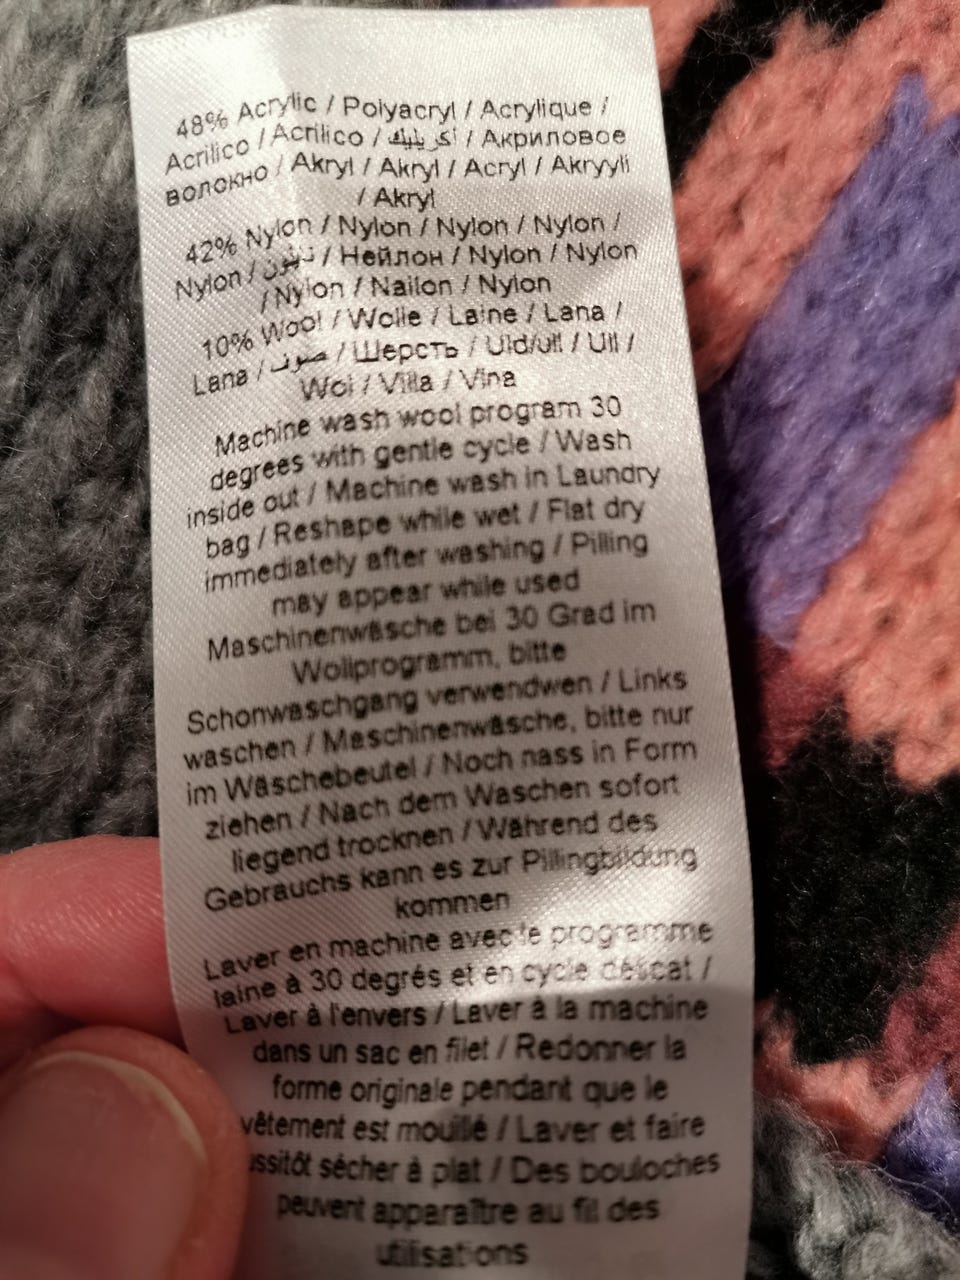 48% Acrylic / Polyacryl / Acrylique /
Acrilico / Acrílico / أكريليك / Акриловое
волокно / Akryl / Akryl / Acryl / Akryyli
/ Akryl
42% Nylon / Nylon / Nylon / Nylon /
Nylon / نايلون / Нейлон / Nylon / Nylon
/ Nylon / Nailon / Nylon
10% Wool / Wolle / Laine / Lana /
Lana / صوف / Шерсть / Uld/ull / Ull /
Wol / Villa / Vlna
Machine wash wool program 30
degrees with gentle cycle / Wash
inside out / Machine wash in Laundry
bag / Reshape while wet / Flat dry
immediately after washing / Pilling
may appear while used
Maschinenwäsche bei 30 Grad im
Wollprogramm, bitte
Schonwaschgang verwendwen / Links
waschen / Maschinenwäsche, bitte nur
im Wäschebeutel / Noch nass in Form
ziehen / Nach dem Waschen sofort
liegend trocknen / Während des
Gebrauchs kann es zur Pillingbildung
kommen
Laver en machine avec le programme
laine à 30 degrés et en cycle délicat /
Laver à l'envers / Laver à la machine
dans un sac en filet / Redonner la
forme originale pendant que le
vêtement est mouillé / Laver et faire
ussitôt sécher à plat / Des bouloches
peuvent apparaître au fil des
utilisations